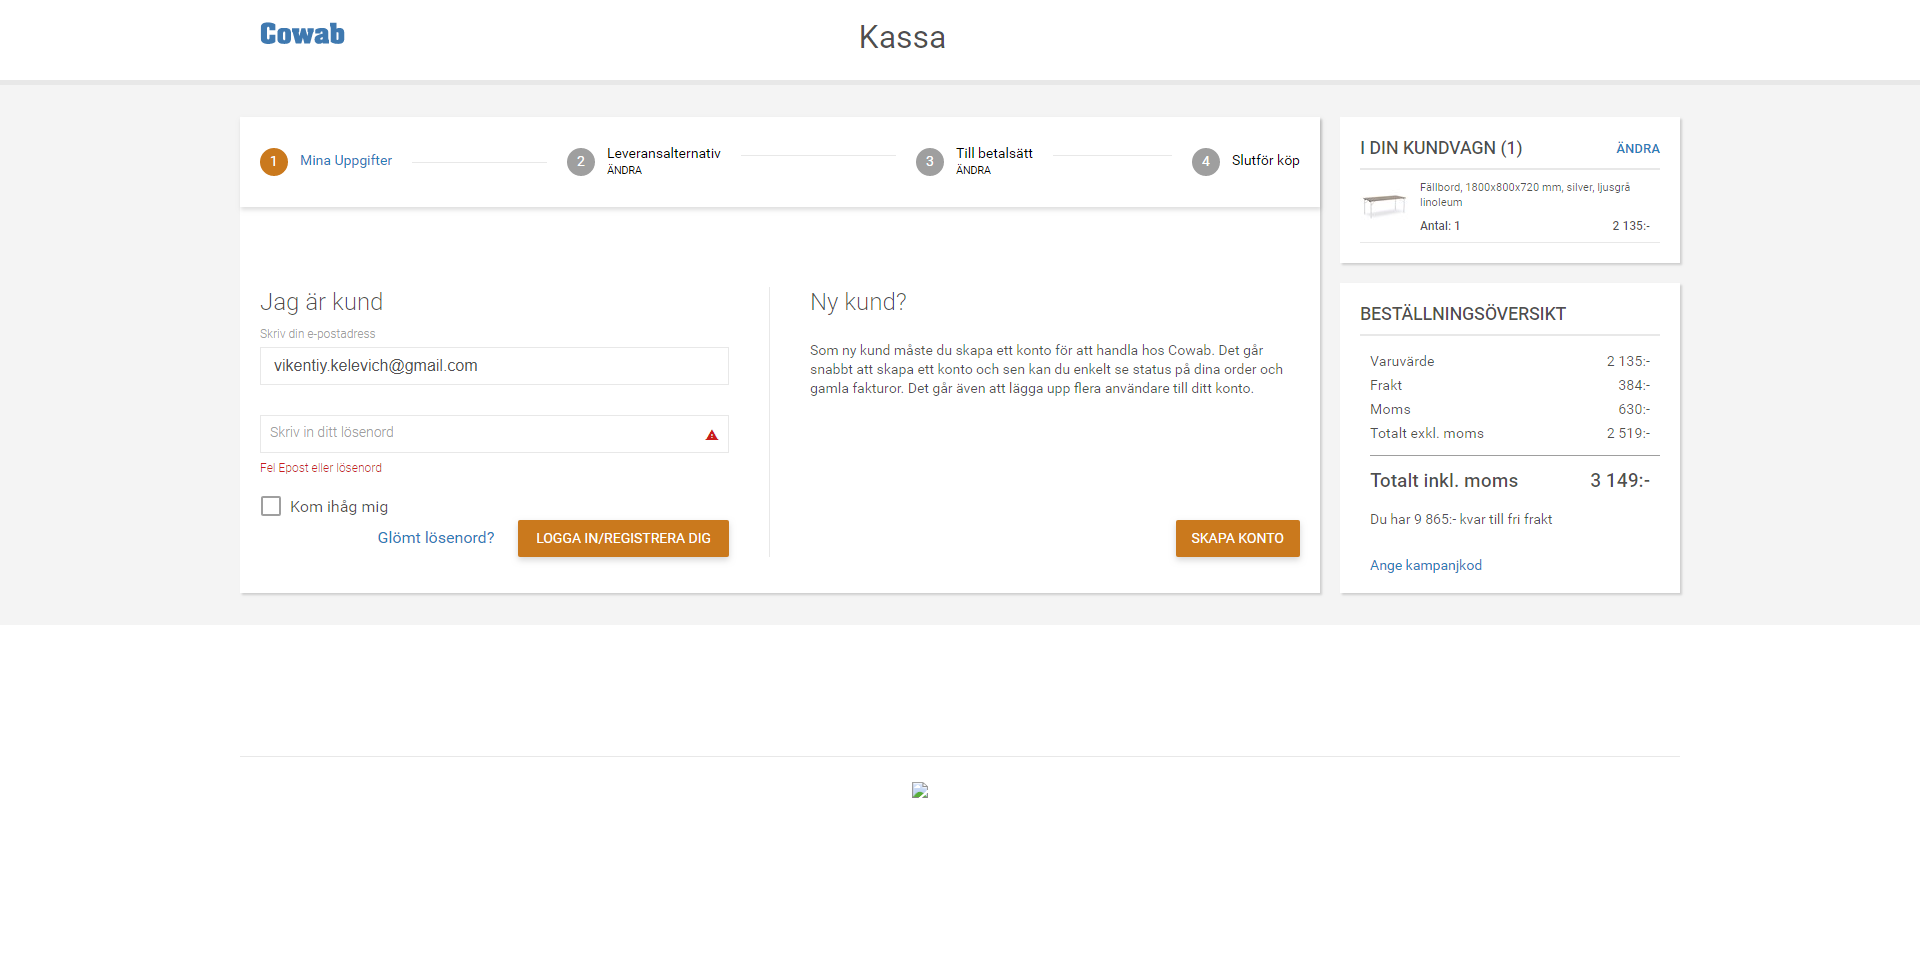 Cowab
Kassa
1 Mina Uppgifter
2 Leveransalternativ
ÄNDRA
3 Till betalsätt
ÄNDRA
4 Slutför köp
Jag är kund
Skriv din e-postadress
vikentiy.kelevich@gmail.com
Skriv in ditt lösenord
Fel Epost eller lösenord
Kom ihåg mig
Glömt lösenord?
LOGGA IN/REGISTRERA DIG
Ny kund?
Som ny kund måste du skapa ett konto för att handla hos Cowab. Det går
snabbt att skapa ett konto och sen kan du enkelt se status på dina order och
gamla fakturor. Det går även att lägga upp flera användare till ditt konto.
SKAPA KONTO
I DIN KUNDVAGN (1) ÄNDRA
Fällbord, 1800x800x720 mm, silver, ljusgrå
linoleum
Antal: 1 2 135:-
BESTÄLLNINGSÖVERSIKT
Varuvärde 2 135:-
Frakt 384:-
Moms 630:-
Totalt exkl. moms 2 519:-
Totalt inkl. moms 3 149:-
Du har 9 865:- kvar till fri frakt
Ange kampanjkod